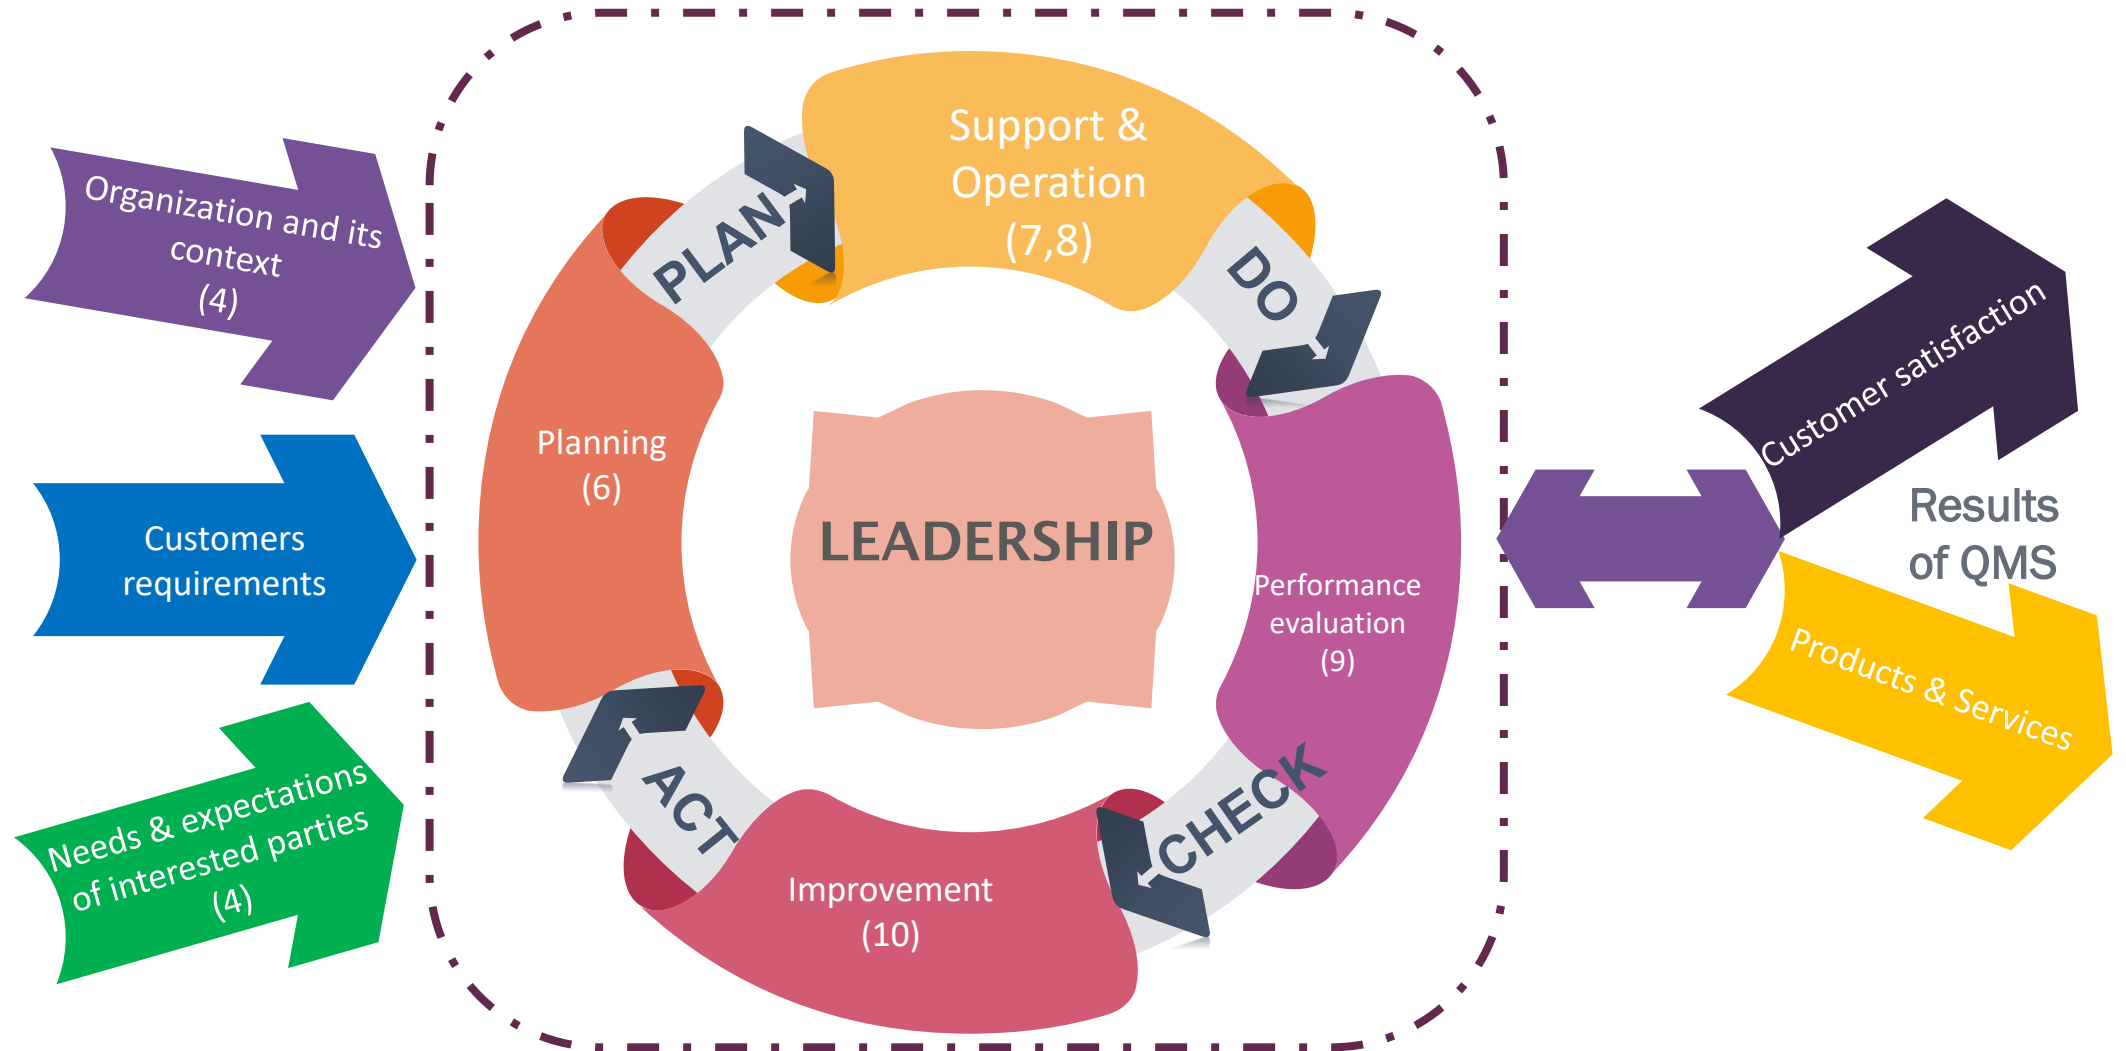 Organization and its
context
(4)
Customers
requirements
Needs & expectations
of interested parties
(4)
PLAN
Support &
Operation
(7,8)
DO
Planning
(6)
LEADERSHIP
Performance
evaluation
(9)
CHECK
ACT
Improvement
(10)
Customer satisfaction
Results
of QMS
Products & Services